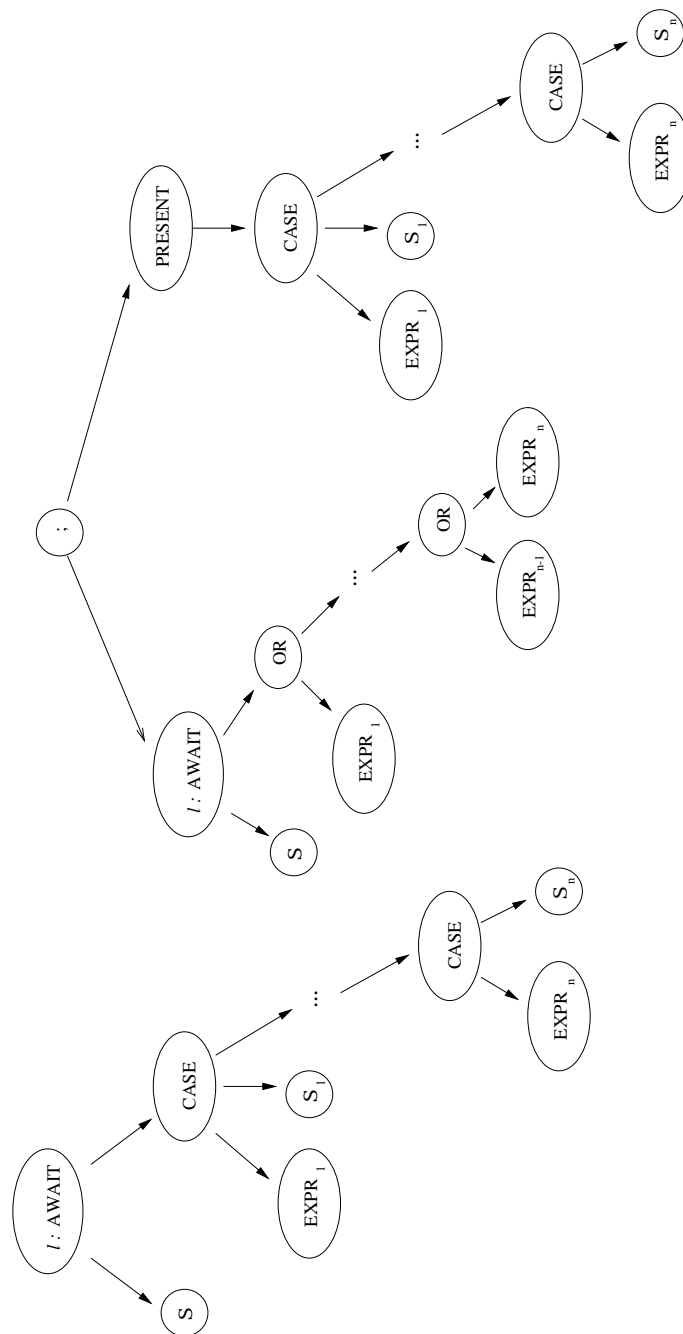 l : AWAIT
S
CASE
EXPR 1
S 1
...
CASE
EXPR n
S n
;
l : AWAIT
S
OR
EXPR 1
...
OR
EXPR n-1
EXPR n
PRESENT
CASE
EXPR 1
S 1
...
CASE
EXPR n
S n